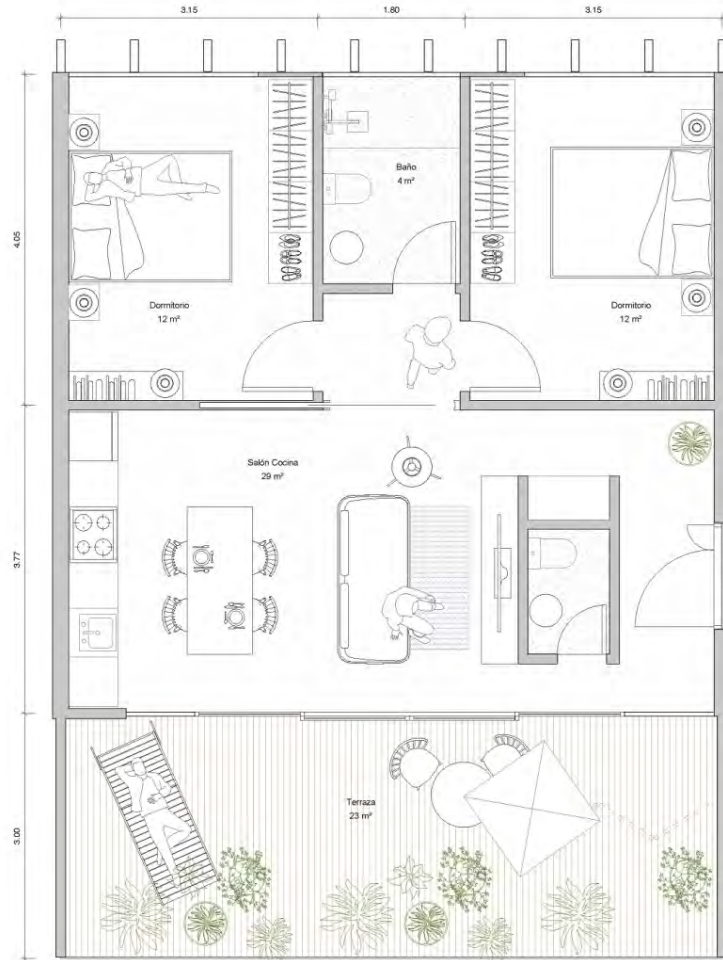 3.15
1.80
3.15
4.05
Baño
4 m²
Dormitorio
12 m²
Dormitorio
12 m²
Salón Cocina
29 m²
3.77
Terraza
23 m²
3.00